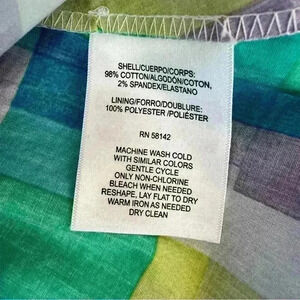 SHELL/CUERPO/CORPS:
98% COTTON/ALGODÓN/COTON,
2% SPANDEX/ELASTANO
LINING/FORRO/DOUBLURE:
100% POLYESTER /POLIÉSTER
RN 58142
MACHINE WASH COLD
WITH SIMILAR COLORS
GENTLE CYCLE
ONLY NON-CHLORINE
BLEACH WHEN NEEDED
RESHAPE, LAY FLAT TO DRY
WARM IRON AS NEEDED
DRY CLEAN